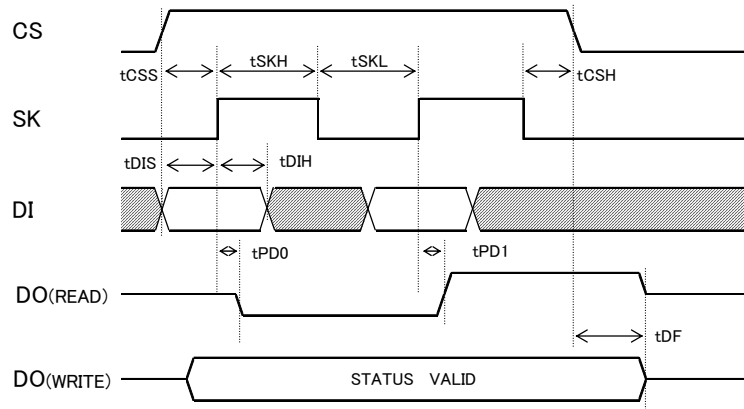 CS
tCSS tSKH tSKL tCSH
SK
tDIS tDIH
DI
tPD0 tPD1
DO(READ)
tDF
DO(WRITE) STATUS VALID